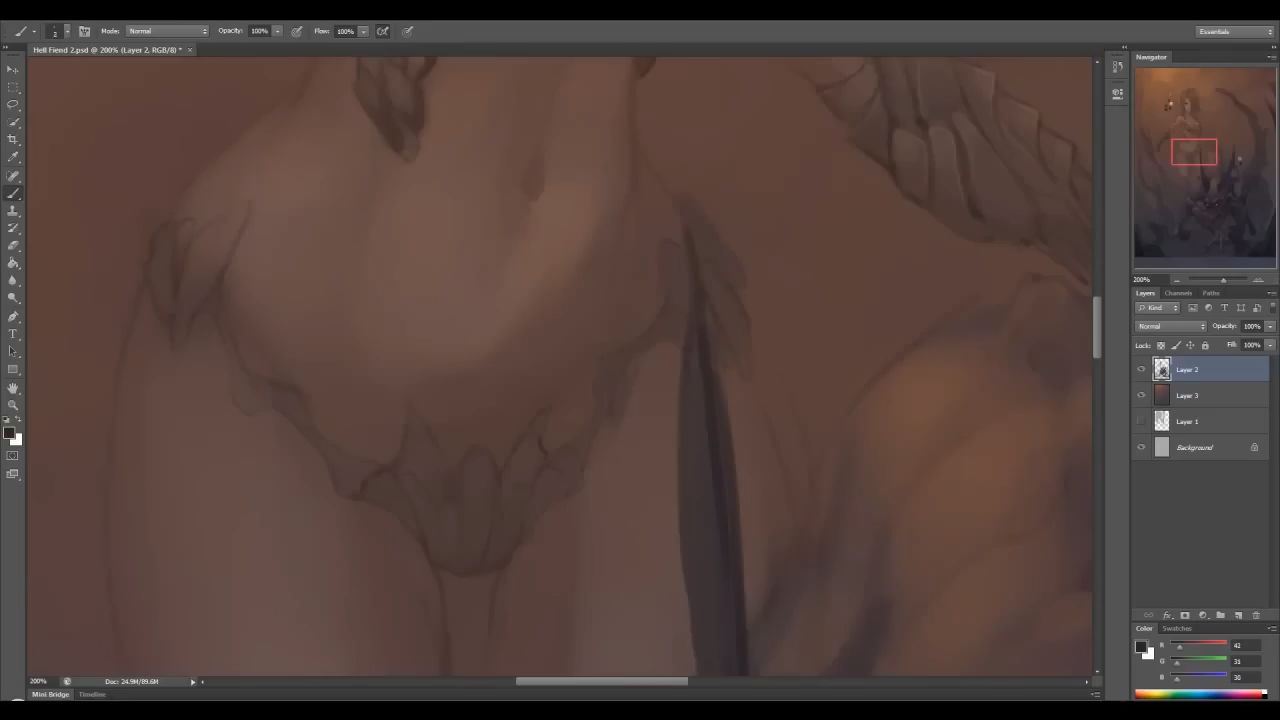 2 Mode: Normal Opacity: 100% Flow: 100% Essentials
Hell Fiend 2.psd @ 200% (Layer 2, RGB/8) * ×
Navigator
200%
Layers Channels Paths
Kind
Normal Opacity: 100%
Lock: Fill: 100%
Layer 2
Layer 3
Layer 1
Background
Color Swatches
R 42
G 31
B 30
200% Doc: 24.9M/89.6M
Mini Bridge Timeline